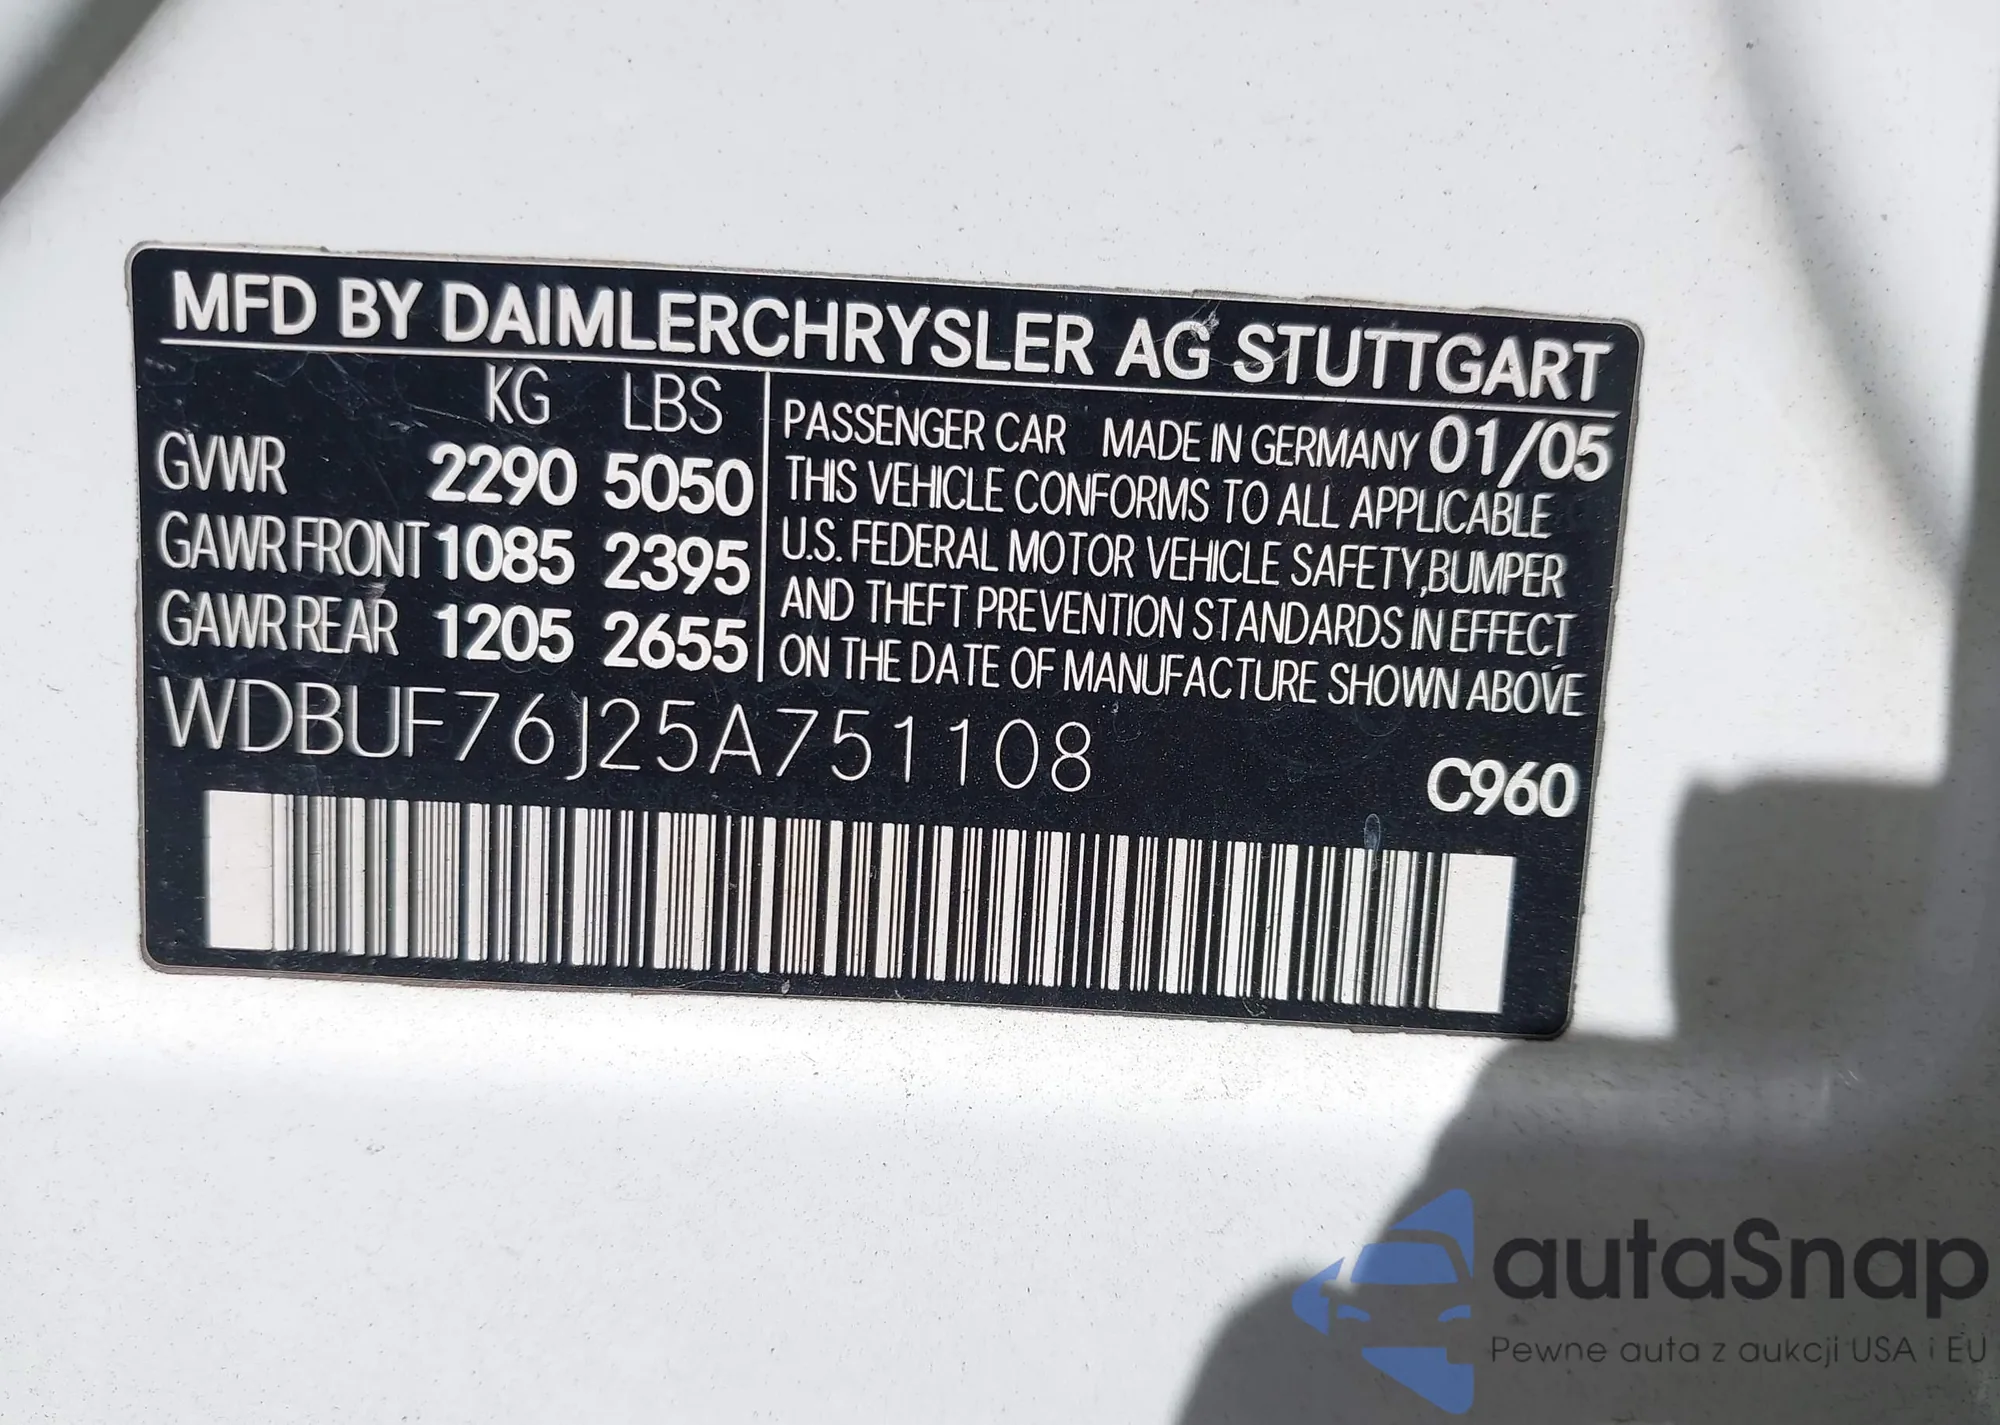 MFD BY DAIMLERCHRYSLER AG STUTTGART
KG LBS
GVWR 2290 5050
GAWR FRONT 1085 2395
GAWR REAR 1205 2655
PASSENGER CAR MADE IN GERMANY 01/05
THIS VEHICLE CONFORMS TO ALL APPLICABLE
U.S. FEDERAL MOTOR VEHICLE SAFETY,BUMPER
AND THEFT PREVENTION STANDARDS IN EFFECT
ON THE DATE OF MANUFACTURE SHOWN ABOVE
WDBUF76J25A751108
C960
autaSnap
Pewne auta z aukcji USA i EU